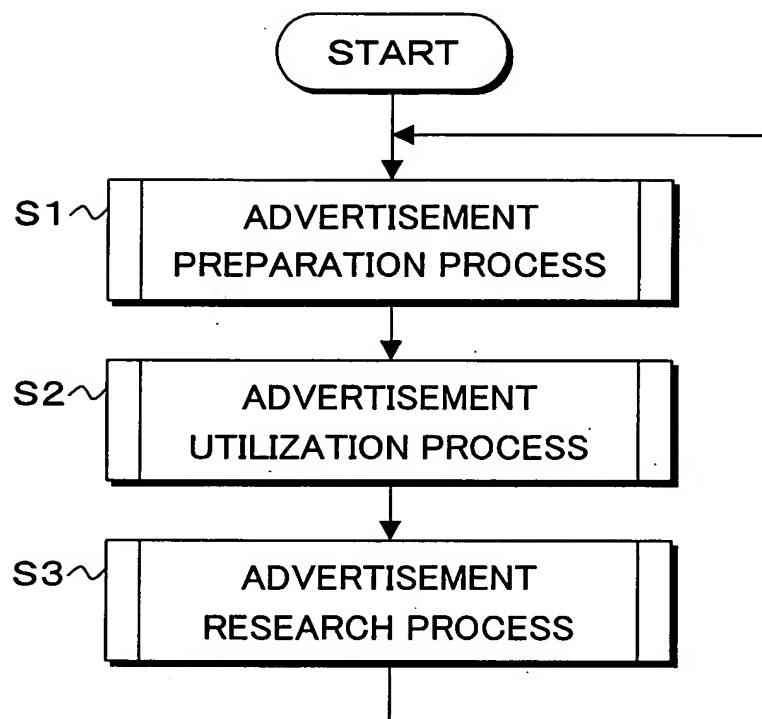 START
S1
ADVERTISEMENT
PREPARATION PROCESS
S2
ADVERTISEMENT
UTILIZATION PROCESS
S3
ADVERTISEMENT
RESEARCH PROCESS